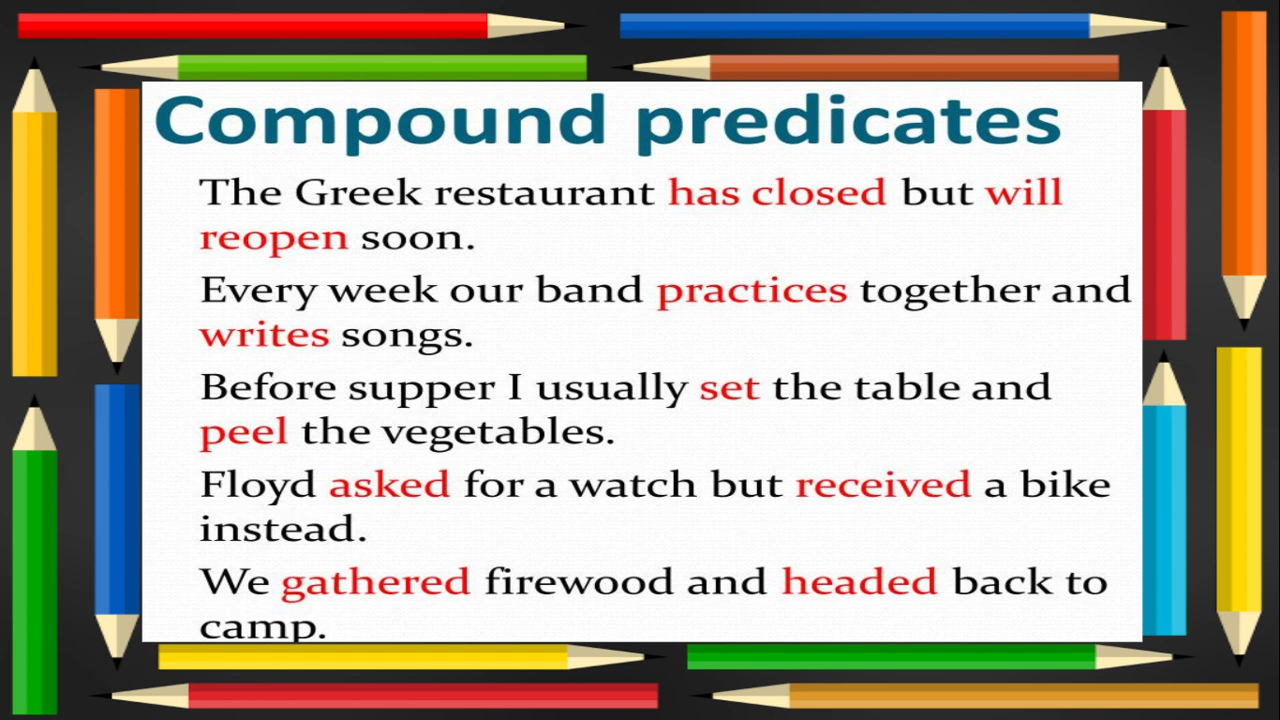 Compound predicates
The Greek restaurant has closed but will
reopen soon.
Every week our band practices together and
writes songs.
Before supper I usually set the table and
peel the vegetables.
Floyd asked for a watch but received a bike
instead.
We gathered firewood and headed back to
camp.